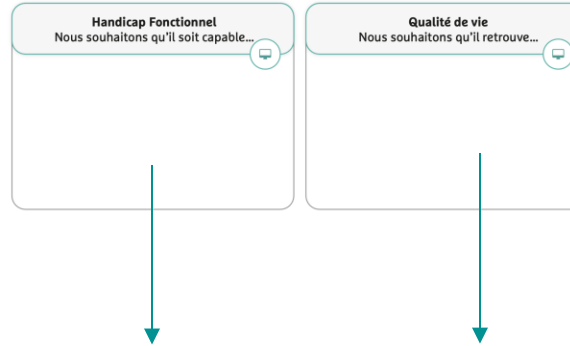 Handicap Fonctionnel
Nous souhaitons qu'il soit capable...
Qualité de vie
Nous souhaitons qu'il retrouve...